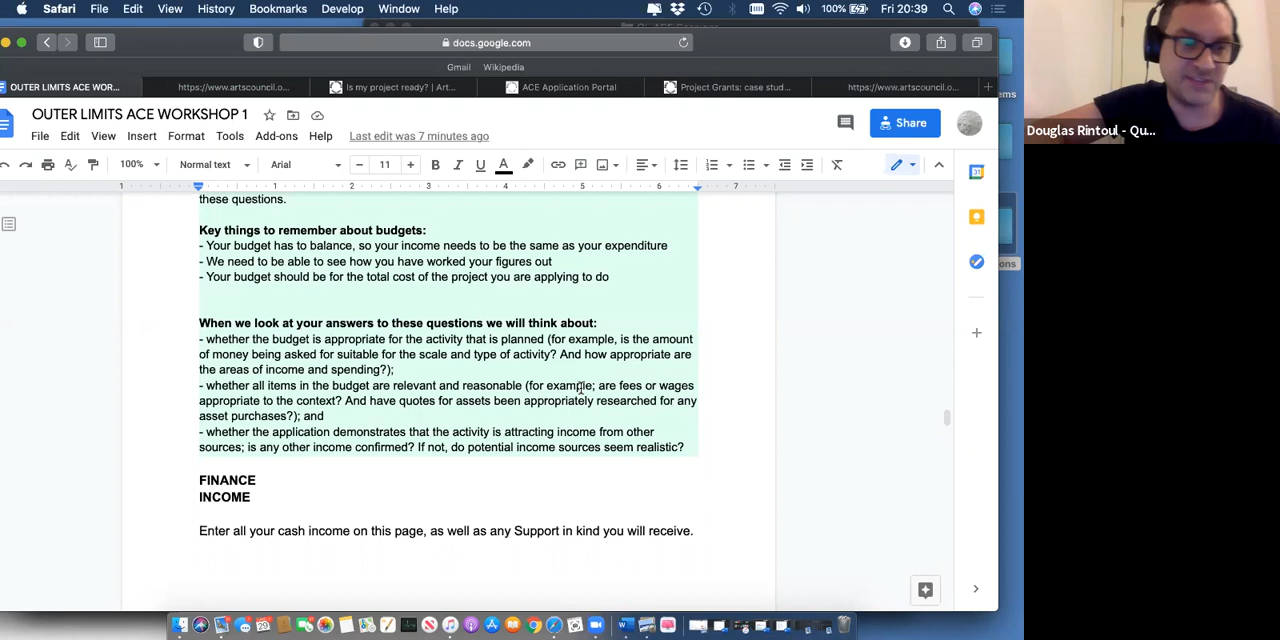 Safari File Edit View History Bookmarks Develop Window Help 100% Fri 20:39
docs.google.com
Gmail Wikipedia
OUTER LIMITS ACE WOR... https://www.artscouncil.o... Is my project ready? | Art... ACE Application Portal Project Grants: case stud... https://www.artscouncil.o...
OUTER LIMITS ACE WORKSHOP 1
Share
File Edit View Insert Format Tools Add-ons Help Last edit was 7 minutes ago
100% Normal text Arial 11 B I U A
1 1 2 3 4 5 6 7
these questions.
Key things to remember about budgets:
- Your budget has to balance, so your income needs to be the same as your expenditure
- We need to be able to see how you have worked your figures out
- Your budget should be for the total cost of the project you are applying to do
When we look at your answers to these questions we will think about:
- whether the budget is appropriate for the activity that is planned (for example, is the amount
of money being asked for suitable for the scale and type of activity? And how appropriate are
the areas of income and spending?);
- whether all items in the budget are relevant and reasonable (for example; are fees or wages
appropriate to the context? And have quotes for assets been appropriately researched for any
asset purchases?); and
- whether the application demonstrates that the activity is attracting income from other
sources; is any other income confirmed? If not, do potential income sources seem realistic?
FINANCE
INCOME
Enter all your cash income on this page, as well as any Support in kind you will receive.
Douglas Rintoul - Qu...